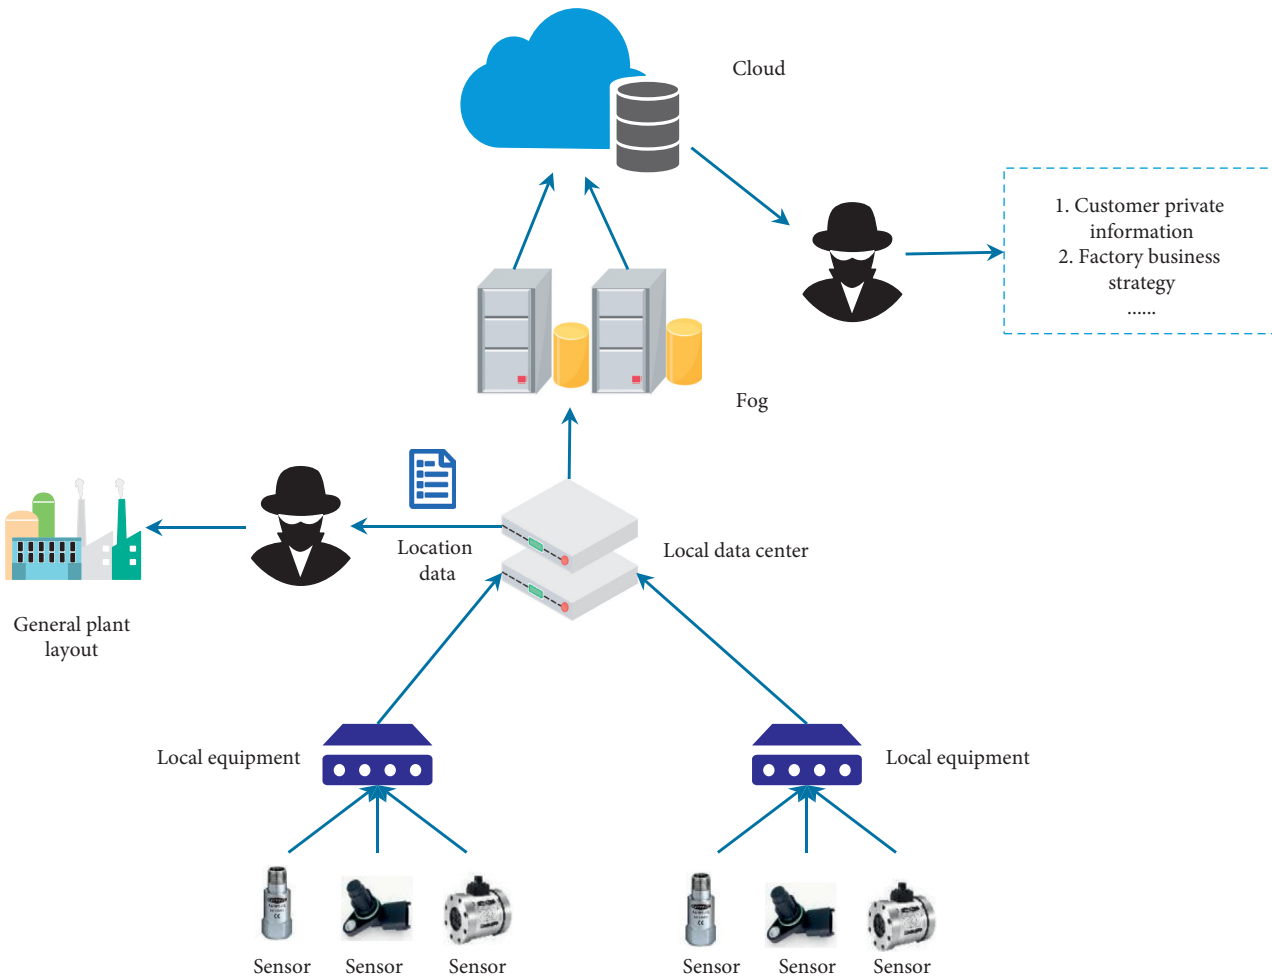 Cloud
1. Customer private
information
2. Factory business
strategy
......
Fog
Location
data
Local data center
General plant
layout
Local equipment
Local equipment
Sensor
Sensor
Sensor
Sensor
Sensor
Sensor